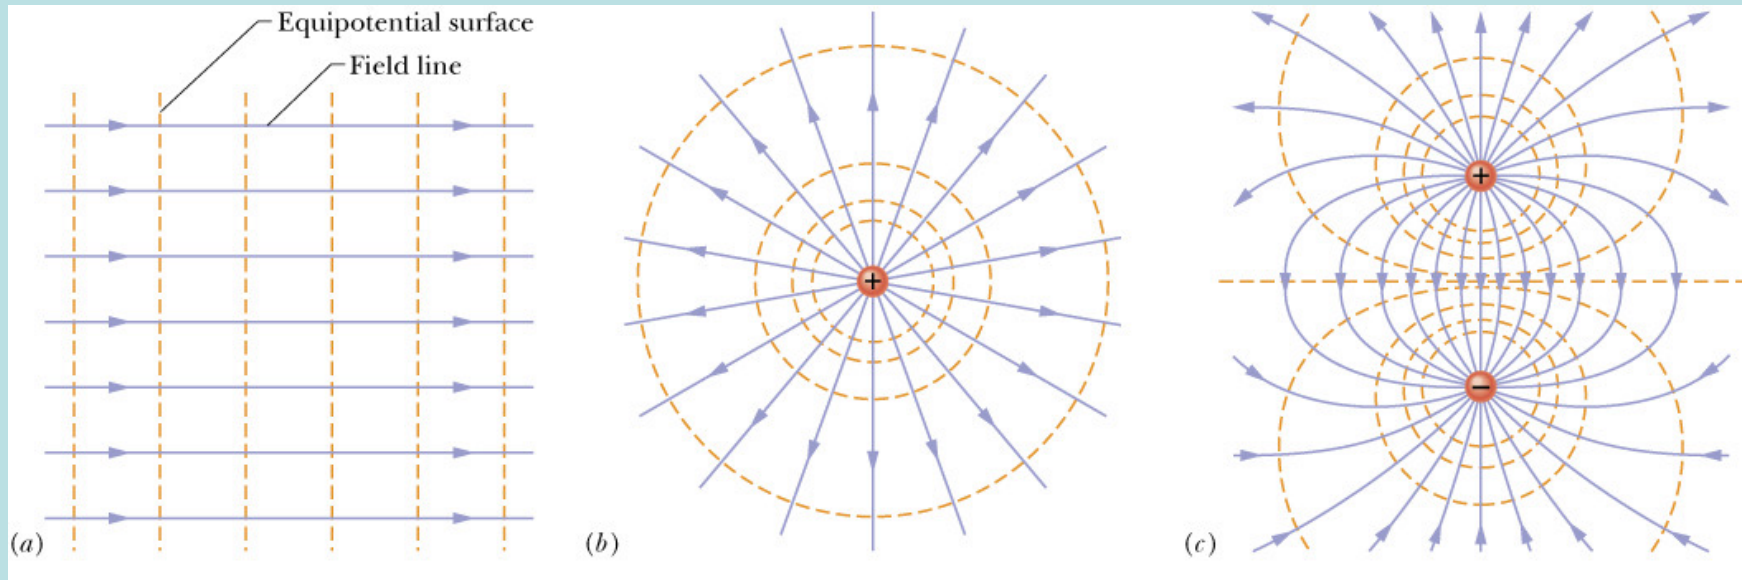 Equipotential surface
Field line
+
+
−
(a)
(b)
(c)